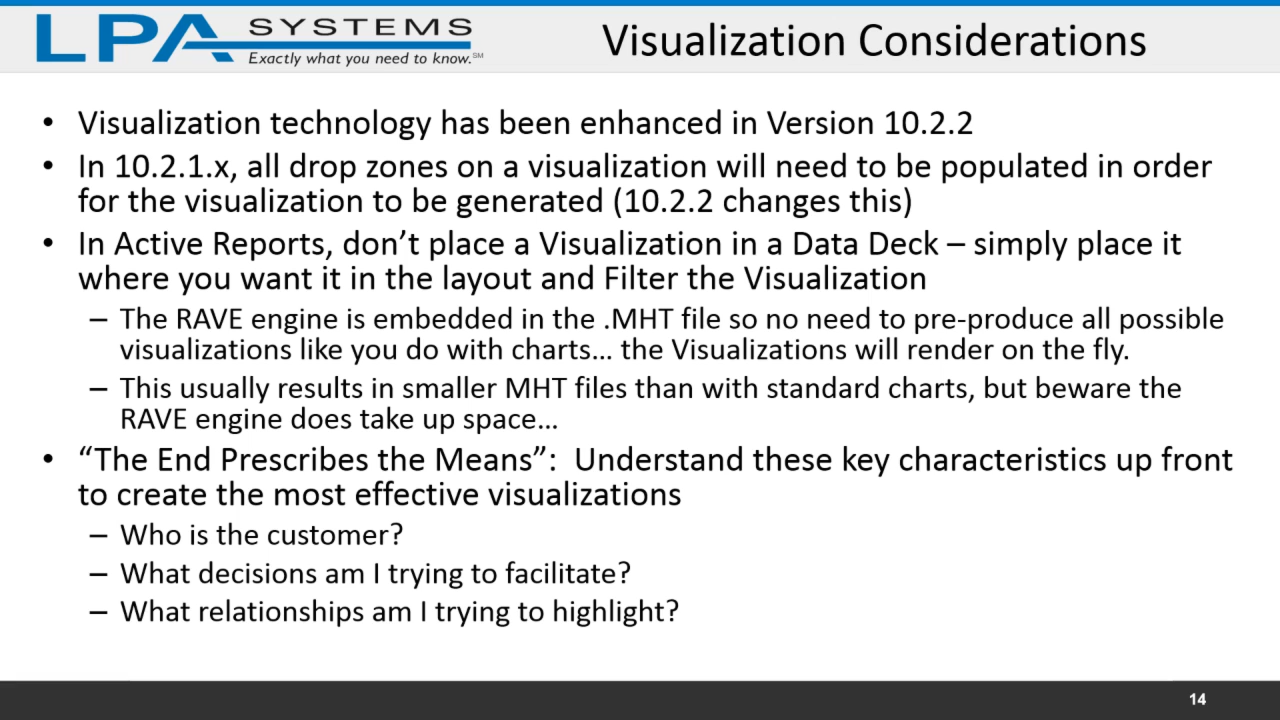 LPA SYSTEMS
Exactly what you need to know.℠
Visualization Considerations
• Visualization technology has been enhanced in Version 10.2.2
• In 10.2.1.x, all drop zones on a visualization will need to be populated in order
for the visualization to be generated (10.2.2 changes this)
• In Active Reports, don’t place a Visualization in a Data Deck – simply place it
where you want it in the layout and Filter the Visualization
– The RAVE engine is embedded in the .MHT file so no need to pre-produce all possible
visualizations like you do with charts… the Visualizations will render on the fly.
– This usually results in smaller MHT files than with standard charts, but beware the
RAVE engine does take up space…
• “The End Prescribes the Means”:  Understand these key characteristics up front
to create the most effective visualizations
– Who is the customer?
– What decisions am I trying to facilitate?
– What relationships am I trying to highlight?
14